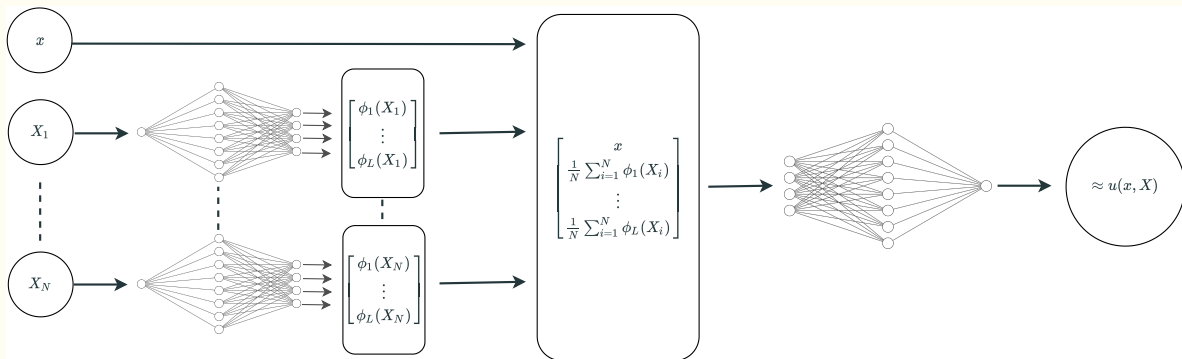 x
X_1
ϕ_1(X_1)
⋮
ϕ_L(X_1)
X_N
ϕ_1(X_N)
⋮
ϕ_L(X_N)
x
1/N ∑_{i=1}^N ϕ_1(X_i)
⋮
1/N ∑_{i=1}^N ϕ_L(X_i)
≈ u(x, X)